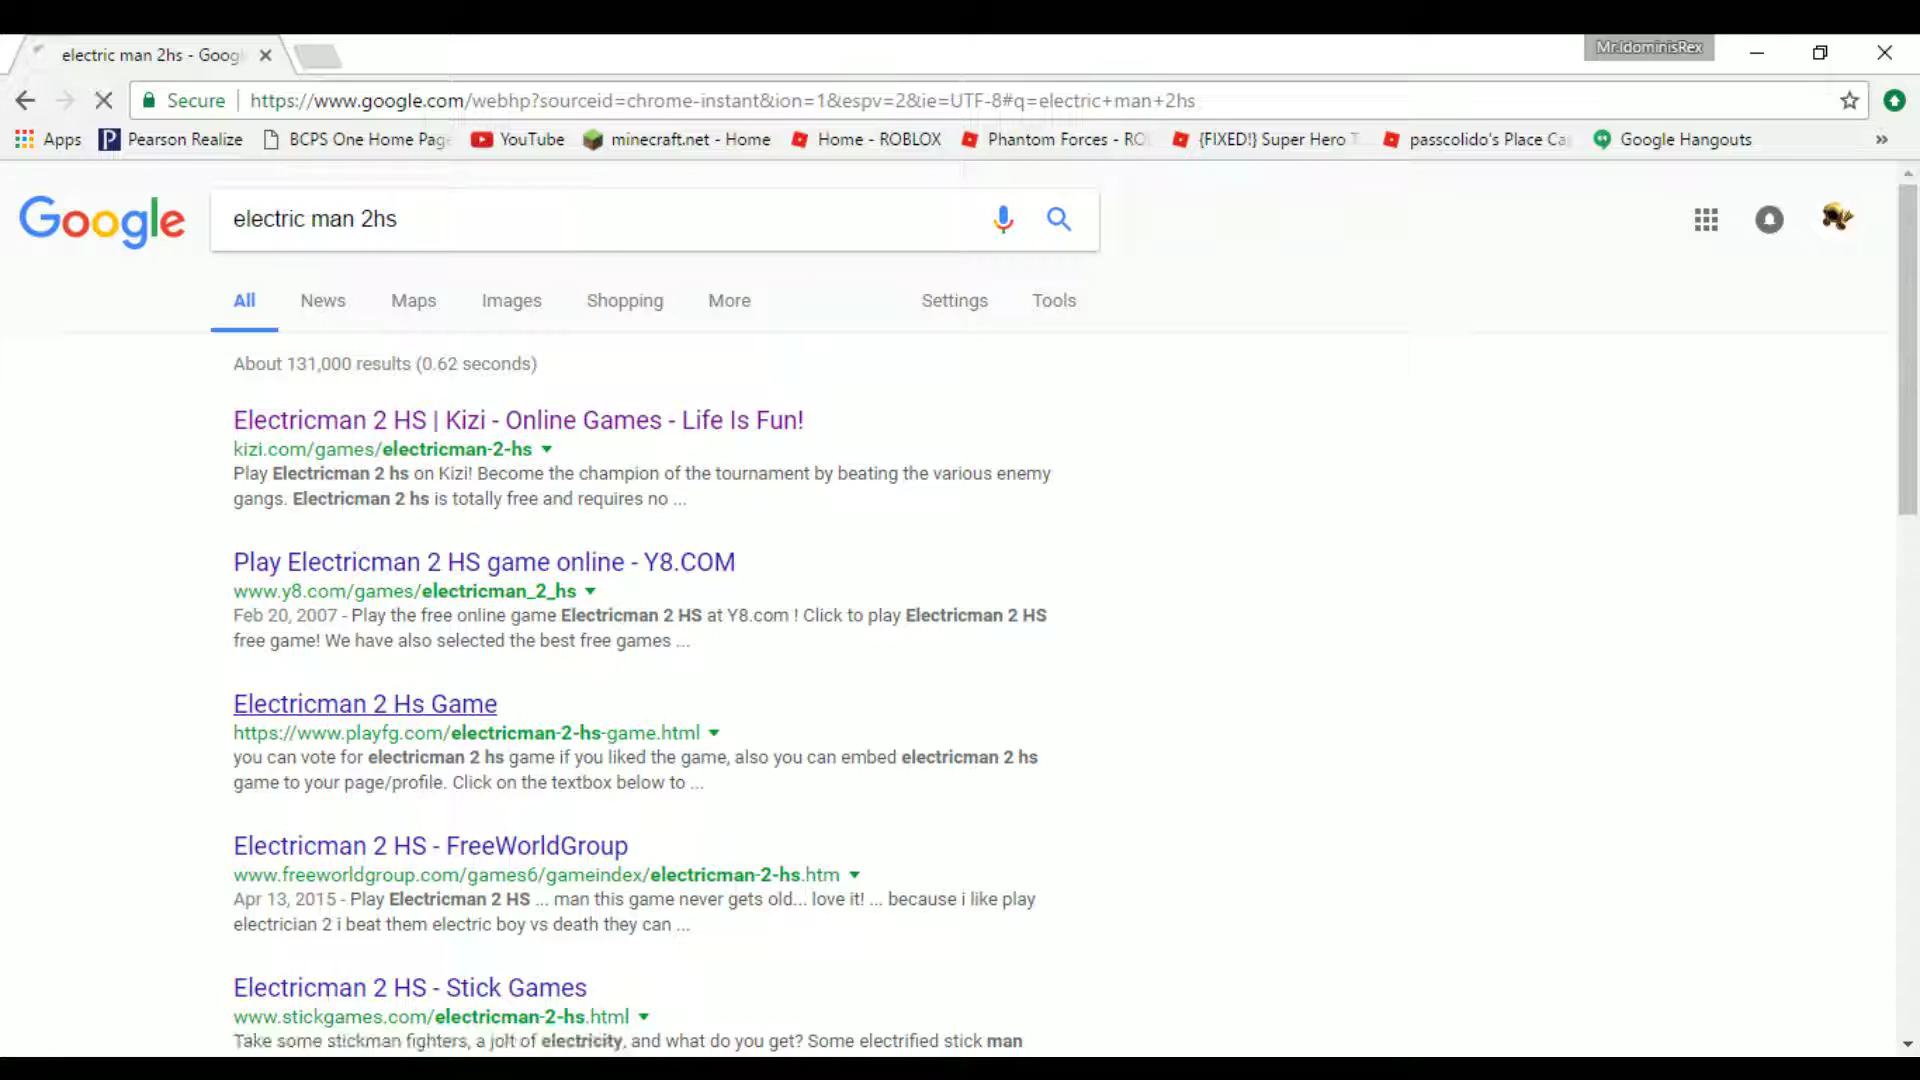 electric man 2hs - Goog
Mr.IdominisRex
Secure
https://www.google.com/webhp?sourceid=chrome-instant&ion=1&espv=2&ie=UTF-8#q=electric+man+2hs
Apps
Pearson Realize
BCPS One Home Page
YouTube
minecraft.net - Home
Home - ROBLOX
Phantom Forces - RO
{FIXED!} Super Hero T
passcolido's Place Ca
Google Hangouts
Google
electric man 2hs
All News Maps Images Shopping More Settings Tools
About 131,000 results (0.62 seconds)
Electricman 2 HS | Kizi - Online Games - Life Is Fun!
kizi.com/games/electricman-2-hs
Play Electricman 2 hs on Kizi! Become the champion of the tournament by beating the various enemy
gangs. Electricman 2 hs is totally free and requires no ...
Play Electricman 2 HS game online - Y8.COM
www.y8.com/games/electricman_2_hs
Feb 20, 2007 - Play the free online game Electricman 2 HS at Y8.com ! Click to play Electricman 2 HS
free game! We have also selected the best free games ...
Electricman 2 Hs Game
https://www.playfg.com/electricman-2-hs-game.html
you can vote for electricman 2 hs game if you liked the game, also you can embed electricman 2 hs
game to your page/profile. Click on the textbox below to ...
Electricman 2 HS - FreeWorldGroup
www.freeworldgroup.com/games6/gameindex/electricman-2-hs.htm
Apr 13, 2015 - Play Electricman 2 HS ... man this game never gets old... love it! ... because i like play
electrician 2 i beat them electric boy vs death they can ...
Electricman 2 HS - Stick Games
www.stickgames.com/electricman-2-hs.html
Take some stickman fighters, a jolt of electricity, and what do you get? Some electrified stick man